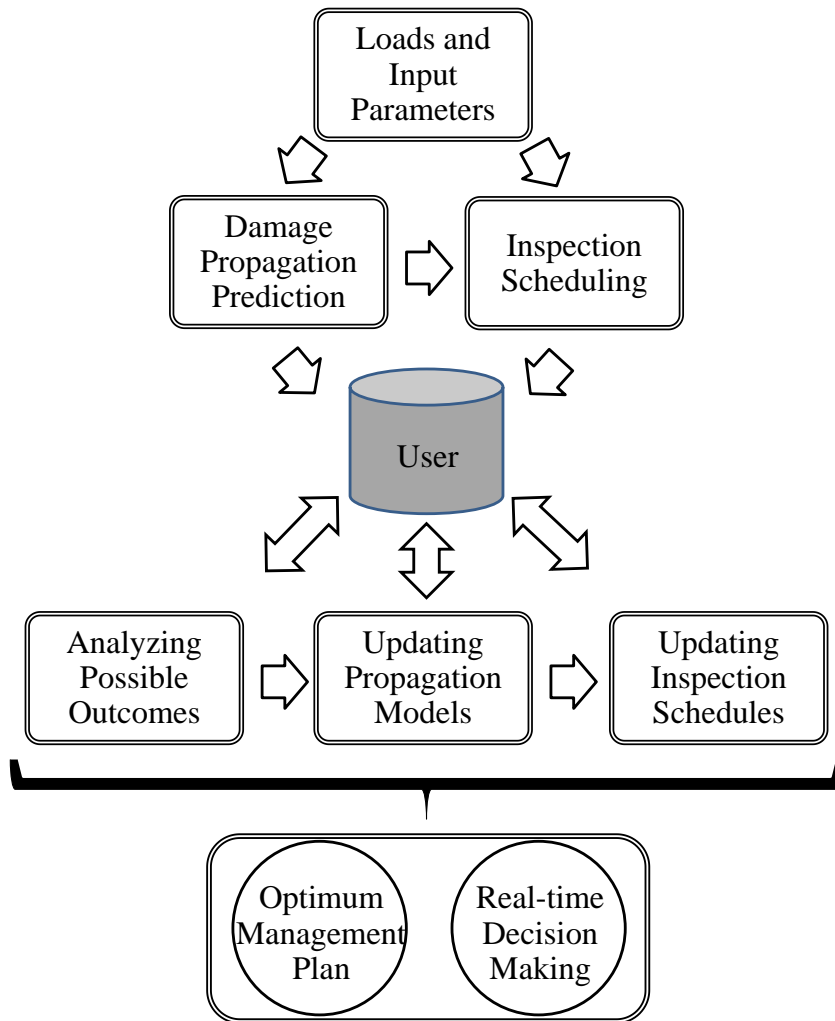 Loads and
Input
Parameters
Damage
Propagation
Prediction
Inspection
Scheduling
User
Analyzing
Possible
Outcomes
Updating
Propagation
Models
Updating
Inspection
Schedules
Optimum
Management
Plan
Real-time
Decision
Making